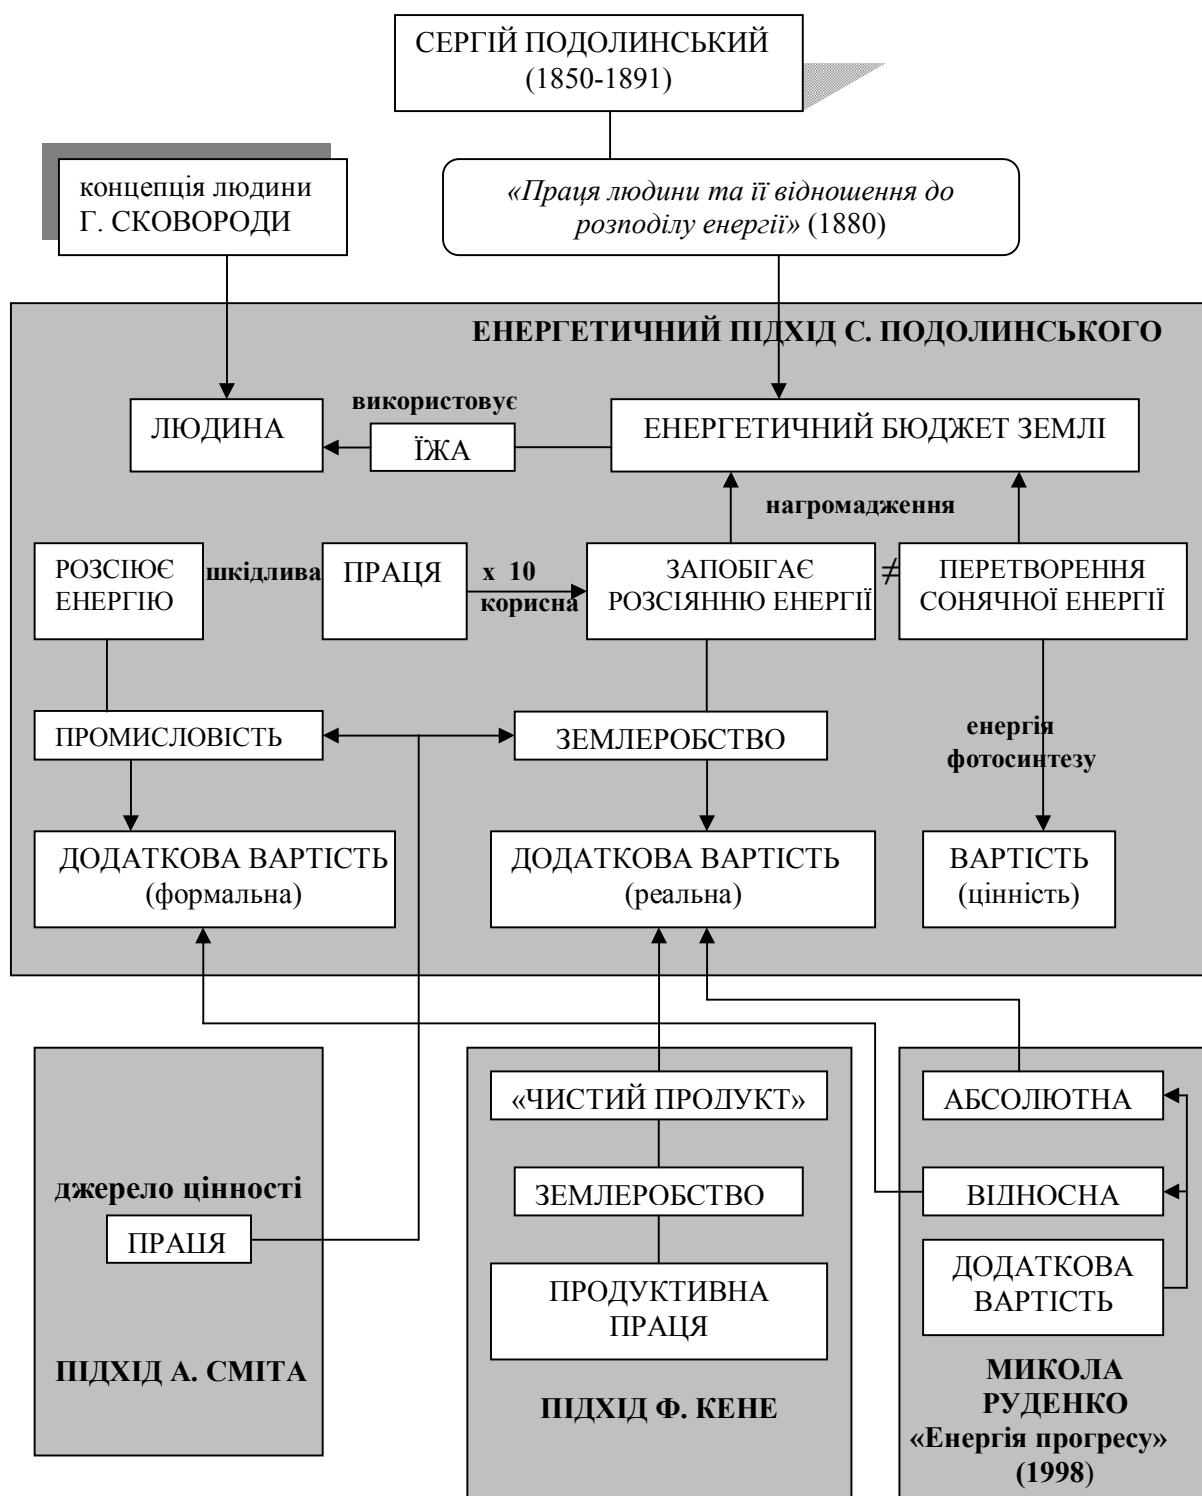 СЕРГІЙ ПОДОЛИНСЬКИЙ
(1850-1891)
концепція людини
Г. СКОВОРОДИ
«Праця людини та її відношення до
розподілу енергії» (1880)
ЕНЕРГЕТИЧНИЙ ПІДХІД С. ПОДОЛИНСЬКОГО
ЛЮДИНА
використовує
ЇЖА
ЕНЕРГЕТИЧНИЙ БЮДЖЕТ ЗЕМЛІ
нагромадження
РОЗСІЮЄ
ЕНЕРГІЮ
шкідлива
ПРАЦЯ
х 10
корисна
ЗАПОБІГАЄ
РОЗСІЯННЮ ЕНЕРГІЇ
≠
ПЕРЕТВОРЕННЯ
СОНЯЧНОЇ ЕНЕРГІЇ
ПРОМИСЛОВІСТЬ
ЗЕМЛЕРОБСТВО
енергія
фотосинтезу
ДОДАТКОВА ВАРТІСТЬ
(формальна)
ДОДАТКОВА ВАРТІСТЬ
(реальна)
ВАРТІСТЬ
(цінність)
джерело цінності
ПРАЦЯ
ПІДХІД А. СМІТА
«ЧИСТИЙ ПРОДУКТ»
ЗЕМЛЕРОБСТВО
ПРОДУКТИВНА
ПРАЦЯ
ПІДХІД Ф. КЕНЕ
АБСОЛЮТНА
ВІДНОСНА
ДОДАТКОВА
ВАРТІСТЬ
МИКОЛА
РУДЕНКО
«Енергія прогресу»
(1998)